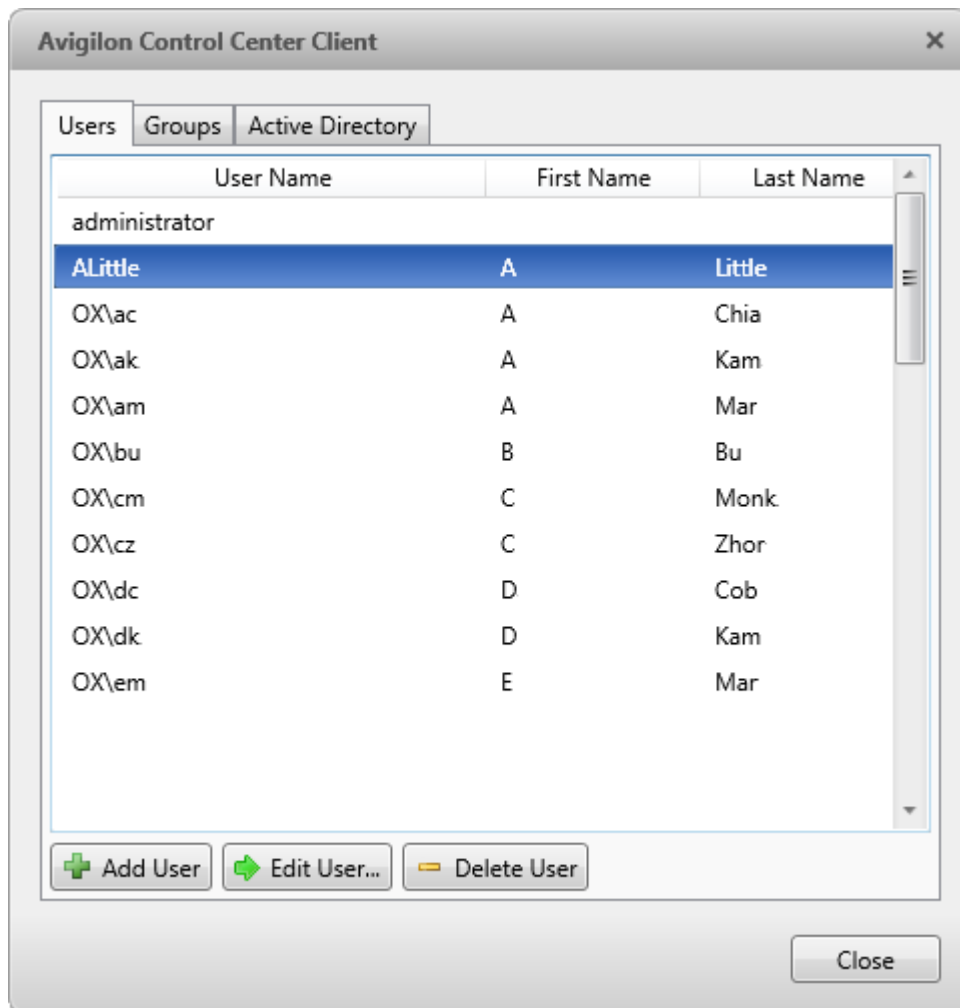 Avigilon Control Center Client
Users Groups Active Directory
User Name First Name Last Name
administrator
ALittle A Little
OX\ac A Chia
OX\ak A Kam
OX\am A Mar
OX\bu B Bu
OX\cm C Monk
OX\cz C Zhor
OX\dc D Cob
OX\dk D Kam
OX\em E Mar
Add User Edit User... Delete User
Close